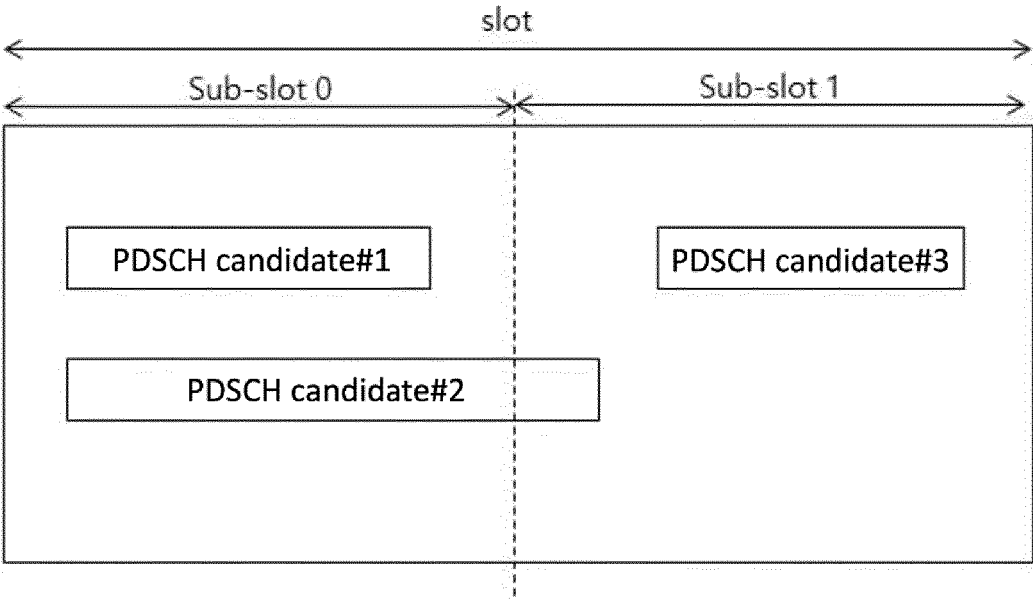 slot
Sub-slot 0
Sub-slot 1
PDSCH candidate#1
PDSCH candidate#3
PDSCH candidate#2